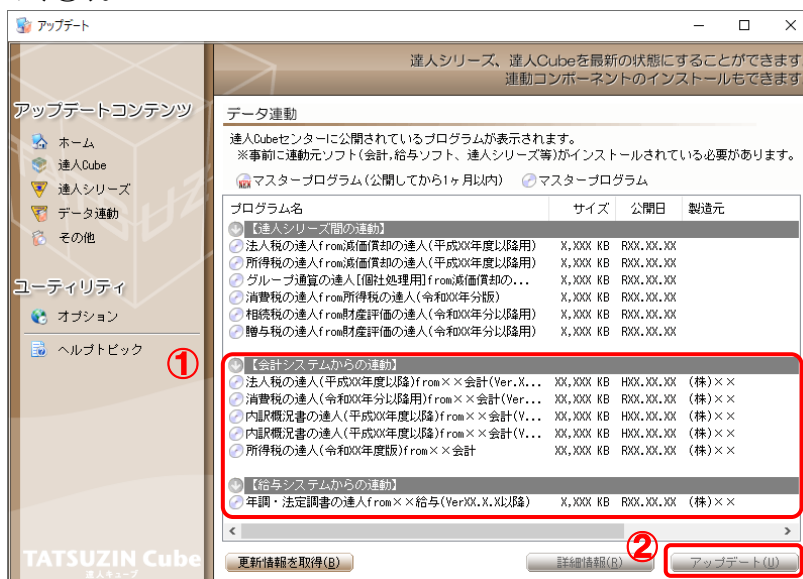 アップデート
達人シリーズ、達人Cubeを最新の状態にすることができます
連動コンポーネントのインストールもできます
アップデートコンテンツ
ホーム
達人Cube
達人シリーズ
データ連動
その他
ユーティリティ
オプション
ヘルプトピック
データ連動
達人Cubeセンターに公開されているプログラムが表示されます。
※事前に連動元ソフト(会計,給与ソフト、達人シリーズ等)がインストールされている必要があります。
マスタープログラム(公開してから1ヶ月以内) マスタープログラム
プログラム名 サイズ 公開日 製造元
【達人シリーズ間の連動】
法人税の達人from減価償却の達人(平成XX年度以降用) X,XXX KB RXX.XX.XX
所得税の達人from減価償却の達人(平成XX年度以降用) X,XXX KB RXX.XX.XX
グループ通算の達人[個社処理用]from減価償却の... X,XXX KB RXX.XX.XX
消費税の達人from所得税の達人(令和XX年分版) X,XXX KB RXX.XX.XX
相続税の達人from財産評価の達人(令和XX年分以降用) X,XXX KB RXX.XX.XX
贈与税の達人from財産評価の達人(令和XX年分以降用) X,XXX KB RXX.XX.XX
①
【会計システムからの連動】
法人税の達人(平成XX年度以降)from××会計(Ver.X... XX,XXX KB HXX.XX.XX (株)××
消費税の達人(令和XX年分以降用)from××会計(Ver... XX,XXX KB HXX.XX.XX (株)××
内訳概況書の達人(平成XX年度以降)from××会計(V... XX,XXX KB HXX.XX.XX (株)××
内訳概況書の達人(平成XX年度以降)from××会計(V... XX,XXX KB HXX.XX.XX (株)××
所得税の達人(令和XX年度版)from××会計 XX,XXX KB RXX.XX.XX (株)××
【給与システムからの連動】
年調・法定調書の達人from××給与(VerXX.X.X以降) X,XXX KB RXX.XX.XX (株)××
②
更新情報を取得(B) 詳細情報(R) アップデート(U)
TATSUZIN Cube
達人キューブ